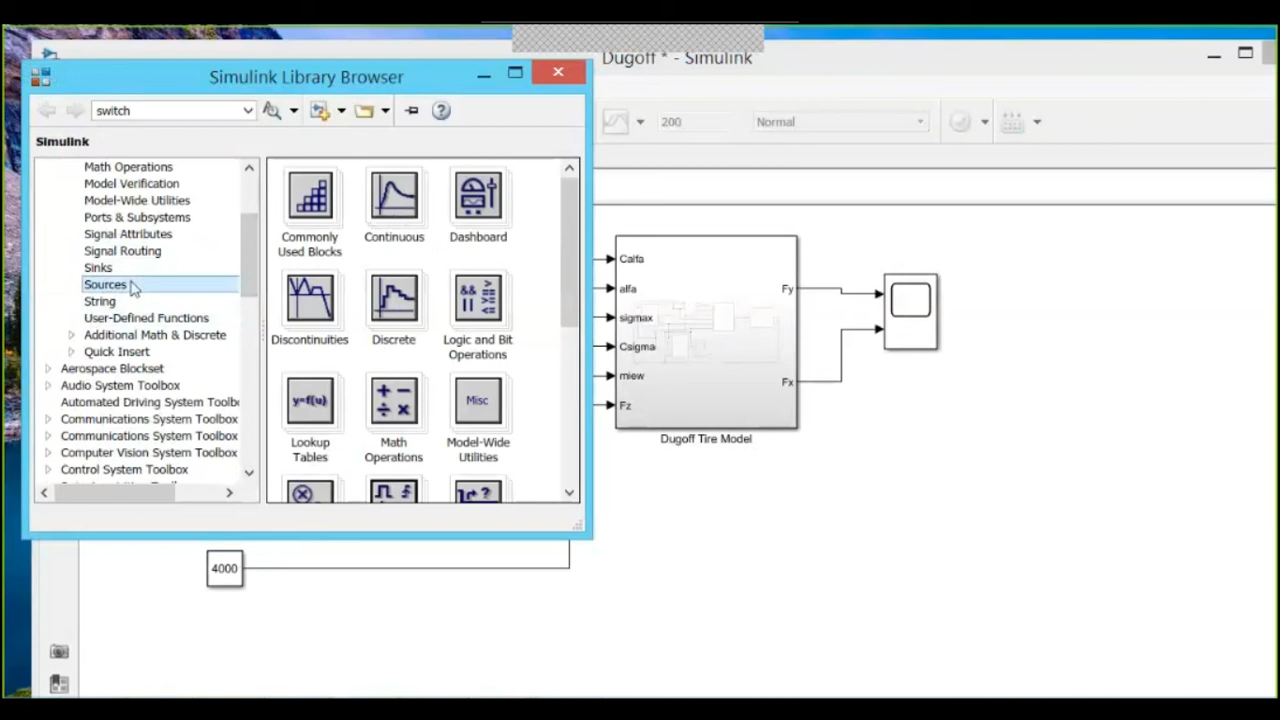 Dugoff * - Simulink
Simulink Library Browser
switch
200
Normal
Simulink
Math Operations
Model Verification
Model-Wide Utilities
Ports & Subsystems
Signal Attributes
Signal Routing
Sinks
Sources
String
User-Defined Functions
Additional Math & Discrete
Quick Insert
Aerospace Blockset
Audio System Toolbox
Automated Driving System Toolb
Communications System Toolbox
Communications System Toolbox
Computer Vision System Toolbox
Control System Toolbox
Commonly
Used Blocks
Continuous
Dashboard
Discontinuities
Discrete
Logic and Bit
Operations
y=f(u)
Lookup
Tables
Math
Operations
Misc
Model-Wide
Utilities
Calfa
alfa
sigmax
Csigma
miew
Fz
Fy
Fx
Dugoff Tire Model
4000